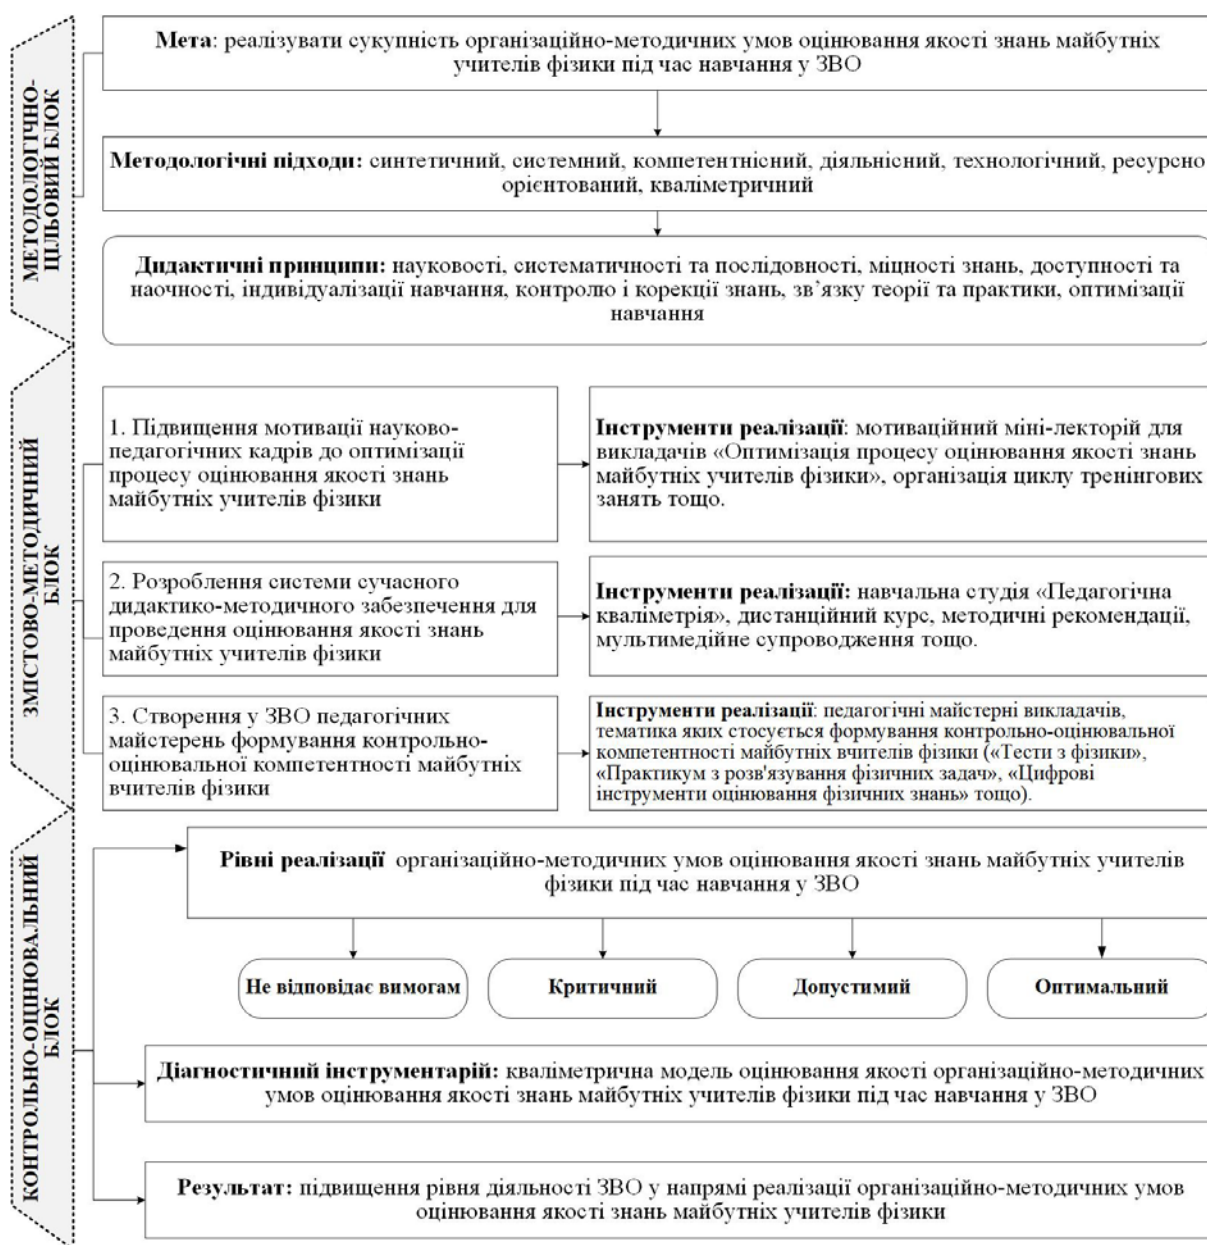 МЕТОДОЛОГІЧНО-
ЦІЛЬОВИЙ БЛОК
Мета: реалізувати сукупність організаційно-методичних умов оцінювання якості знань майбутніх
учителів фізики під час навчання у ЗВО
Методологічні підходи: синтетичний, системний, компетентнісний, діяльнісний, технологічний, ресурсно
орієнтований, кваліметричний
Дидактичні принципи: науковості, систематичності та послідовності, міцності знань, доступності та
наочності, індивідуалізації навчання, контролю і корекції знань, зв’язку теорії та практики, оптимізації
навчання
ЗМІСТОВО-МЕТОДИЧНИЙ
БЛОК
1. Підвищення мотивації науково-
педагогічних кадрів до оптимізації
процесу оцінювання якості знань
майбутніх учителів фізики
Інструменти реалізації: мотиваційний міні-лекторій для
викладачів «Оптимізація процесу оцінювання якості знань
майбутніх учителів фізики», організація циклу тренінгових
занять тощо.
2. Розроблення системи сучасного
дидактико-методичного забезпечення для
проведення оцінювання якості знань
майбутніх учителів фізики
Інструменти реалізації: навчальна студія «Педагогічна
кваліметрія», дистанційний курс, методичні рекомендації,
мультимедійне супроводження тощо.
3. Створення у ЗВО педагогічних
майстерень формування контрольно-
оцінювальної компетентності майбутніх
вчителів фізики
Інструменти реалізації: педагогічні майстерні викладачів,
тематика яких стосується формування контрольно-оцінювальної
компетентності майбутніх вчителів фізики («Тести з фізики»,
«Практикум з розв'язування фізичних задач», «Цифрові
інструменти оцінювання фізичних знань» тощо).
КОНТРОЛЬНО-ОЦІНЮВАЛЬНИЙ
БЛОК
Рівні реалізації організаційно-методичних умов оцінювання якості знань майбутніх учителів
фізики під час навчання у ЗВО
Не відповідає вимогам
Критичний
Допустимий
Оптимальний
Діагностичний інструментарій: кваліметрична модель оцінювання якості організаційно-методичних
умов оцінювання якості знань майбутніх учителів фізики під час навчання у ЗВО
Результат: підвищення рівня діяльності ЗВО у напрямі реалізації організаційно-методичних умов
оцінювання якості знань майбутніх учителів фізики